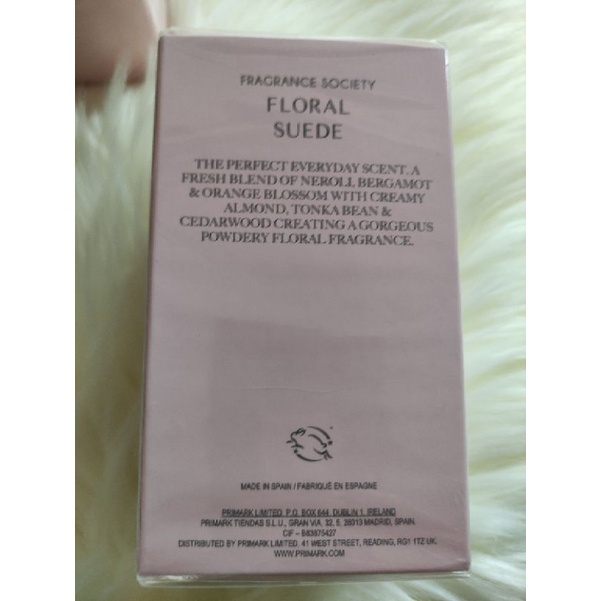 FRAGRANCE SOCIETY
FLORAL
SUEDE
THE PERFECT EVERYDAY SCENT. A
FRESH BLEND OF NEROLI, BERGAMOT
& ORANGE BLOSSOM WITH CREAMY
ALMOND, TONKA BEAN &
CEDARWOOD CREATING A GORGEOUS
POWDERY FLORAL FRAGRANCE.
MADE IN SPAIN / FABRIQUÉ EN ESPAGNE
PRIMARK LIMITED, P.O. BOX 644, DUBLIN 1, IRELAND
PRIMARK TIENDAS S.L.U., GRAN VIA, 32, 5, 28013 MADRID, SPAIN.
CIF – B83875427
DISTRIBUTED BY PRIMARK LIMITED, 41 WEST STREET, READING, RG1 1TZ UK.
WWW.PRIMARK.COM